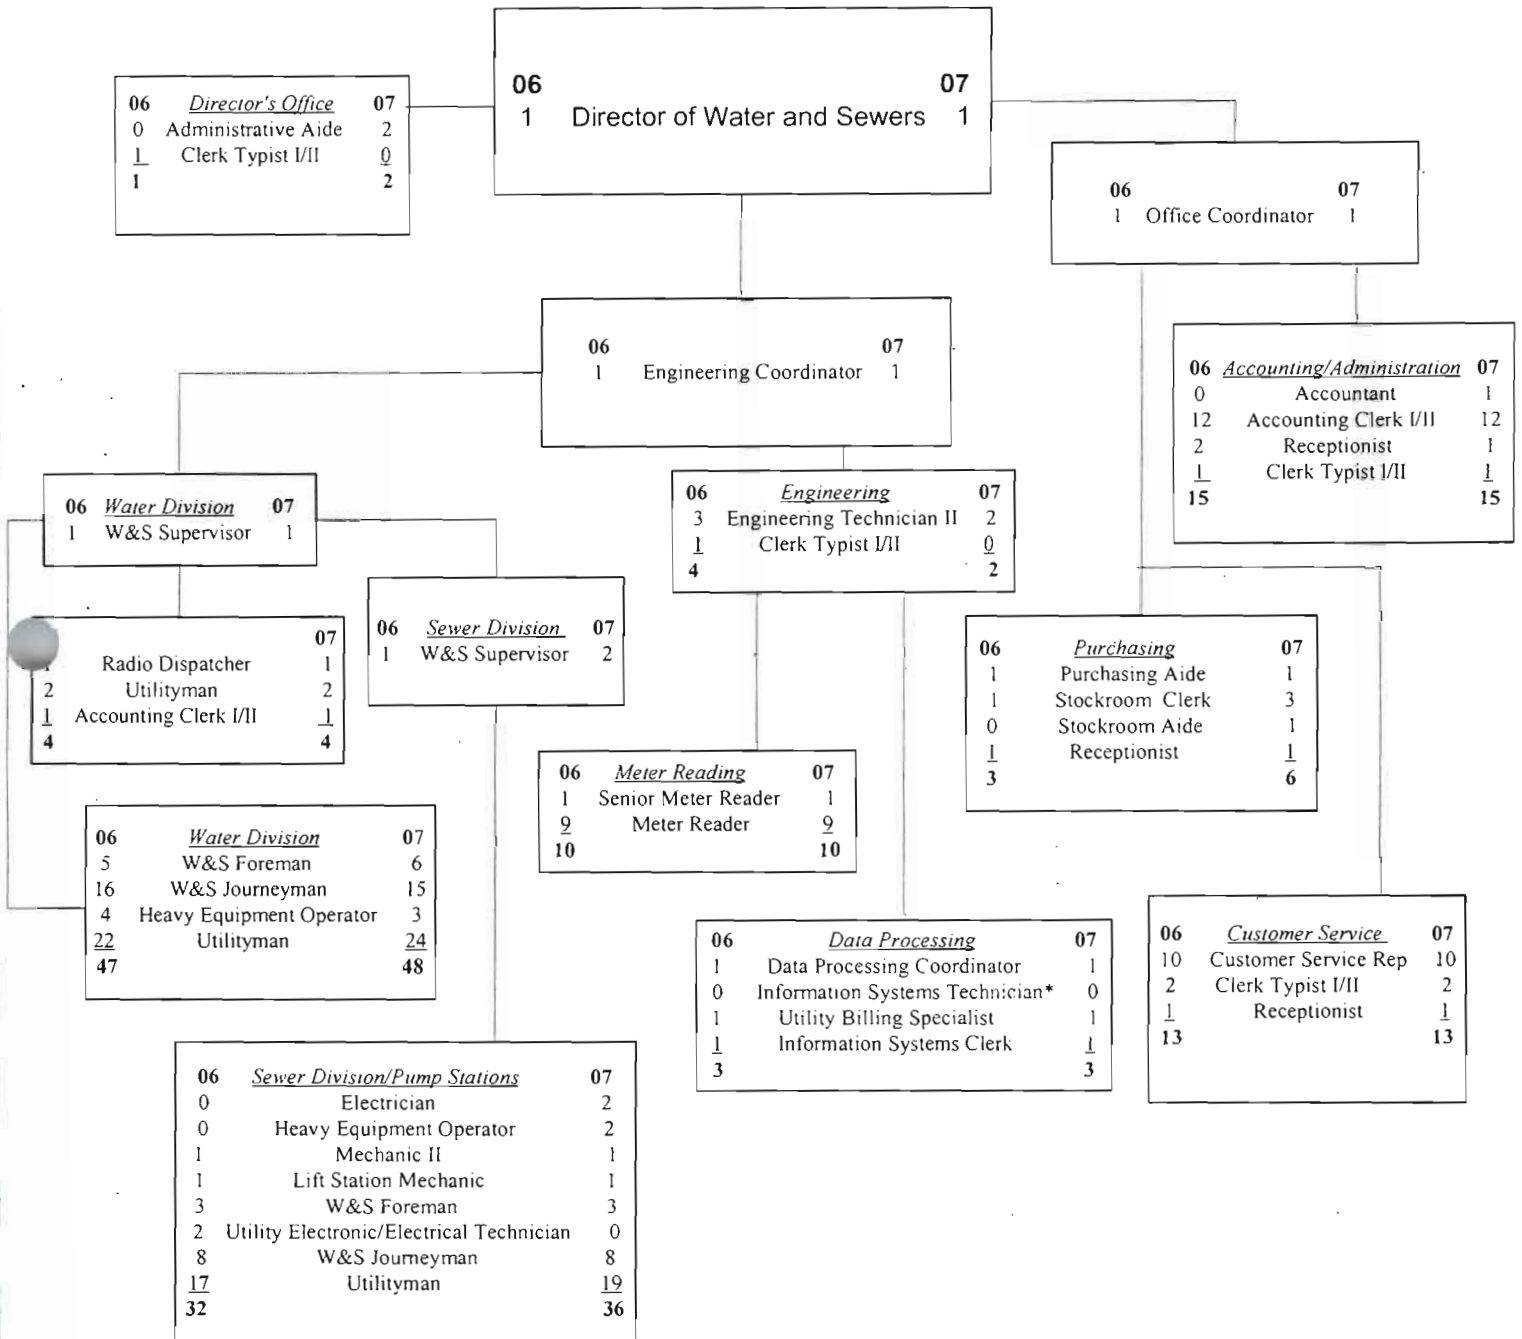 06 07
1 Director of Water and Sewers 1
06 Director's Office 07
0 Administrative Aide 2
1 Clerk Typist I/II 0
1 2
06 07
1 Office Coordinator 1
06 07
1 Engineering Coordinator 1
06 Accounting/Administration 07
0 Accountant 1
12 Accounting Clerk I/II 12
2 Receptionist 1
1 Clerk Typist I/II 1
15 15
06 Water Division 07
1 W&S Supervisor 1
06 Engineering 07
3 Engineering Technician II 2
1 Clerk Typist I/II 0
4 2
06 Sewer Division 07
1 W&S Supervisor 2
07
Radio Dispatcher 1
2 Utilityman 2
1 Accounting Clerk I/II 1
4 4
06 Purchasing 07
1 Purchasing Aide 1
1 Stockroom Clerk 3
0 Stockroom Aide 1
1 Receptionist 1
3 6
06 Meter Reading 07
1 Senior Meter Reader 1
9 Meter Reader 9
10 10
06 Water Division 07
5 W&S Foreman 6
16 W&S Journeyman 15
4 Heavy Equipment Operator 3
22 Utilityman 24
47 48
06 Data Processing 07
1 Data Processing Coordinator 1
0 Information Systems Technician* 0
1 Utility Billing Specialist 1
1 Information Systems Clerk 1
3 3
06 Customer Service 07
10 Customer Service Rep 10
2 Clerk Typist I/II 2
1 Receptionist 1
13 13
06 Sewer Division/Pump Stations 07
0 Electrician 2
0 Heavy Equipment Operator 2
1 Mechanic II 1
1 Lift Station Mechanic 1
3 W&S Foreman 3
2 Utility Electronic/Electrical Technician 0
8 W&S Journeyman 8
17 Utilityman 19
32 36